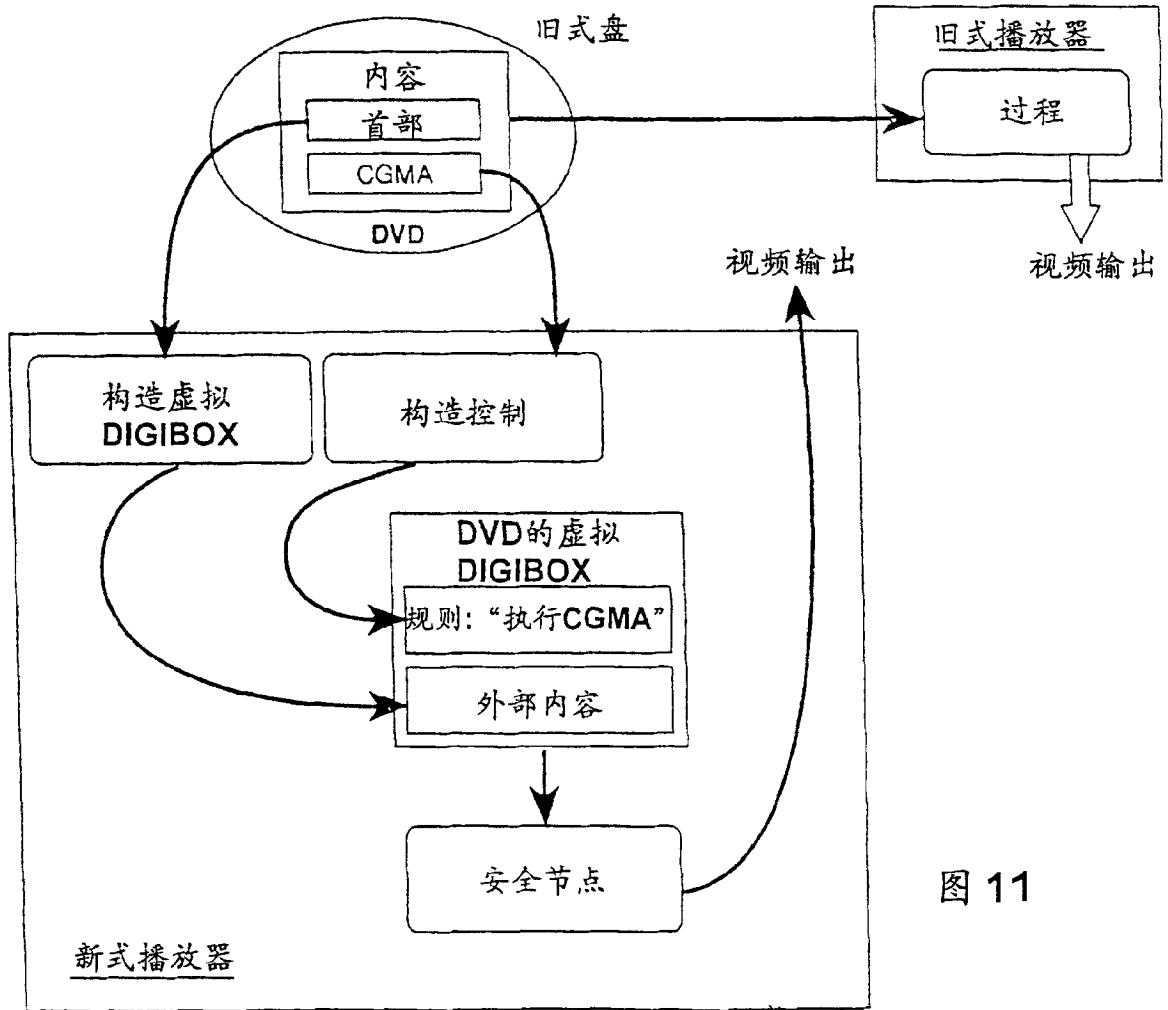 旧式盘
内容
首部
CGMA
DVD
旧式播放器
过程
视频输出
视频输出
构造虚拟
DIGIBOX
构造控制
DVD的虚拟
DIGIBOX
规则:“执行CGMA”
外部内容
安全节点
新式播放器
图 11